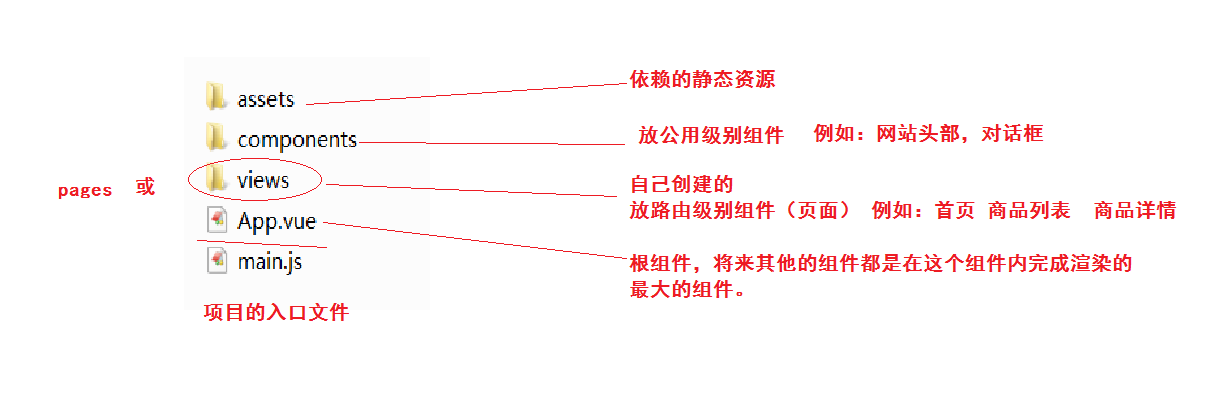 依赖的静态资源
assets
放公用级别组件 例如：网站头部，对话框
components
pages 或
views
自己创建的
放路由级别组件（页面） 例如：首页 商品列表 商品详情
App.vue
根组件，将来其他的组件都是在这个组件内完成渲染的
最大的组件。
main.js
项目的入口文件